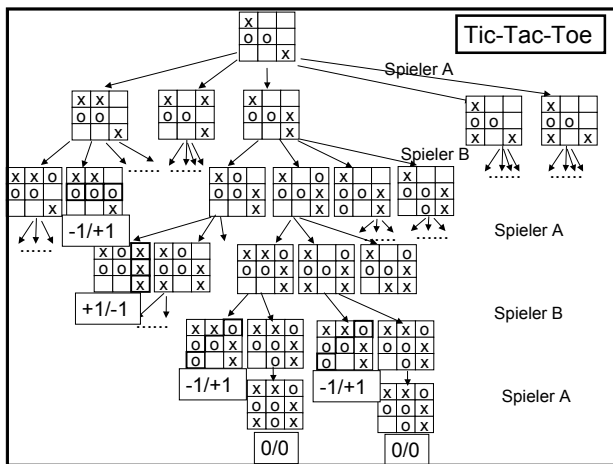 Tic-Tac-Toe
x
o o
x
Spieler A
x x
o o
x
x x
o o
x
x
o o x
x
x
o o
x x
x
o o
x x
Spieler B
x x o
o o
x
x x
o o o
x
x o
o o x
x
x o
o o x
x
x
o o x
o x
x
o o x
o x
Spieler A
-1/+1
x o x
o o x
x
x o
o o x
x x
x x o
o o x
x
x o
o o x
x x
x o
o o x
x x
+1/-1
Spieler B
x x o
o o x
o x
x x o
o o x
o x
x x o
o o x
o x
x x o
o o x
o x
-1/+1
-1/+1
Spieler A
x x o
o o x
x o x
x x o
o o x
x o x
0/0
0/0